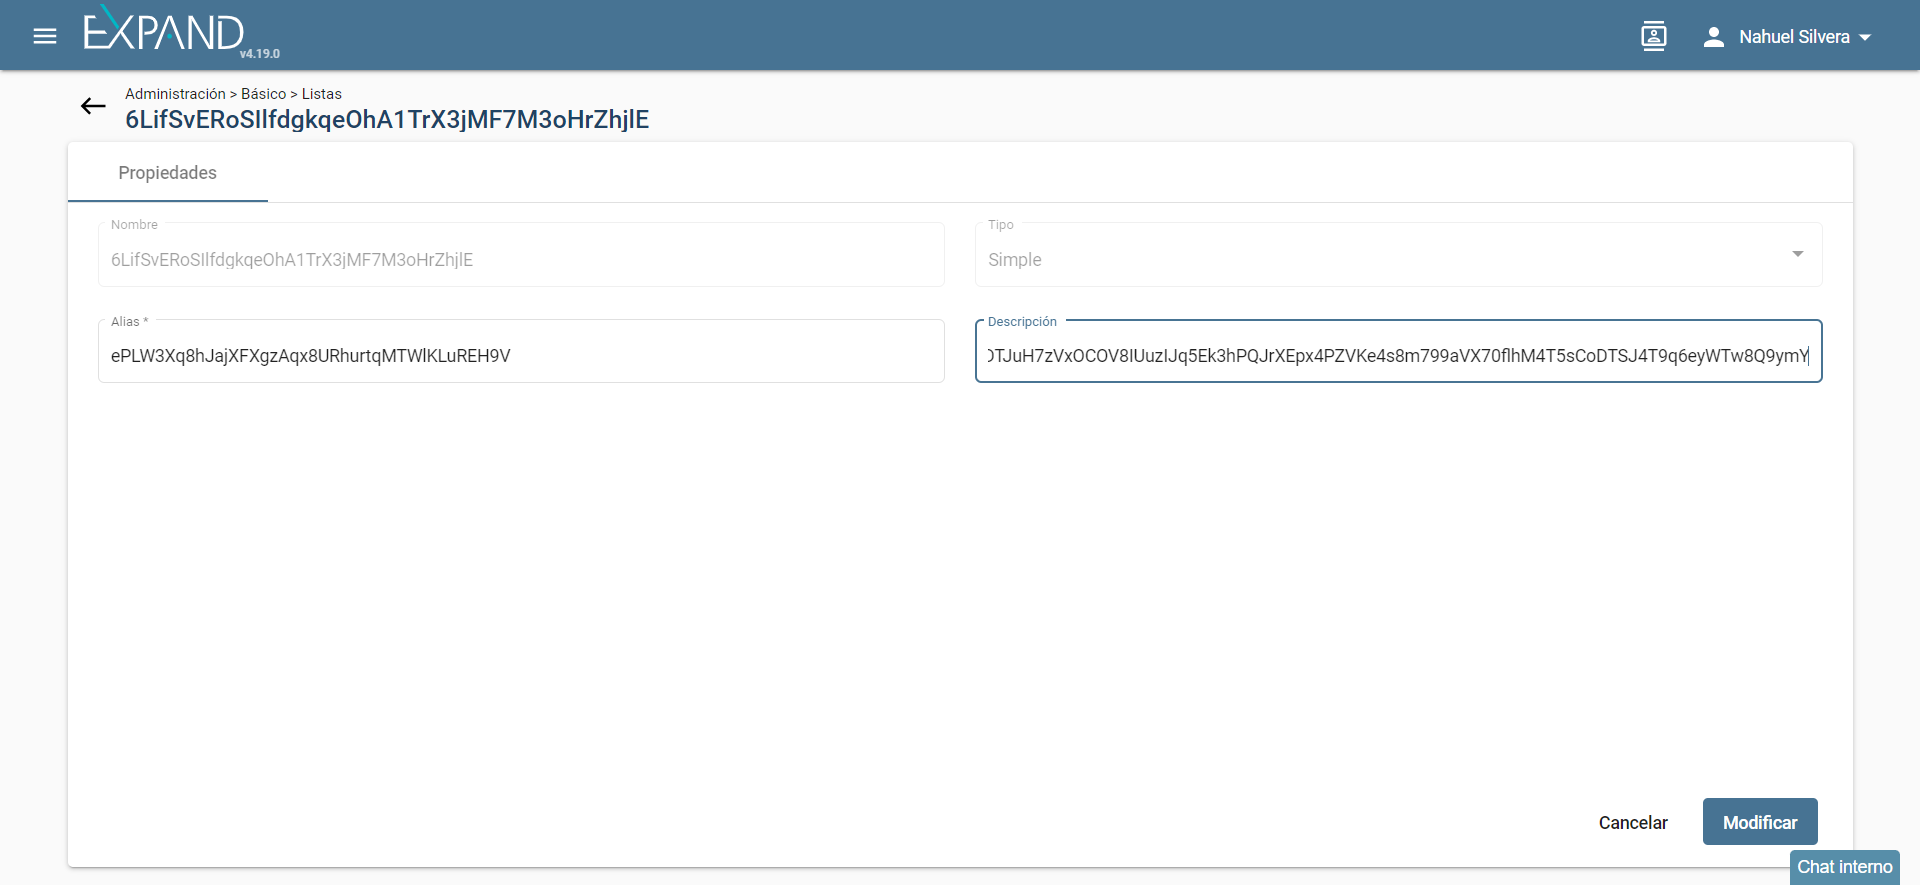 EXPAND
v4.19.0
Nahuel Silvera
Administración > Básico > Listas
6LifSvERoSIlfdgkqeOhA1TrX3jMF7M3oHrZhjlE
Propiedades
Nombre
6LifSvERoSIlfdgkqeOhA1TrX3jMF7M3oHrZhjlE
Tipo
Simple
Alias *
ePLW3Xq8hJajXFXgzAqx8URhurtqMTWlKLuREH9V
Descripción
OTJuH7zVxOCOV8IUuzIJq5Ek3hPQJrXEpx4PZVKe4s8m799aVX70flhM4T5sCoDTSJ4T9q6eyWTw8Q9ymY
Cancelar
Modificar
Chat interno